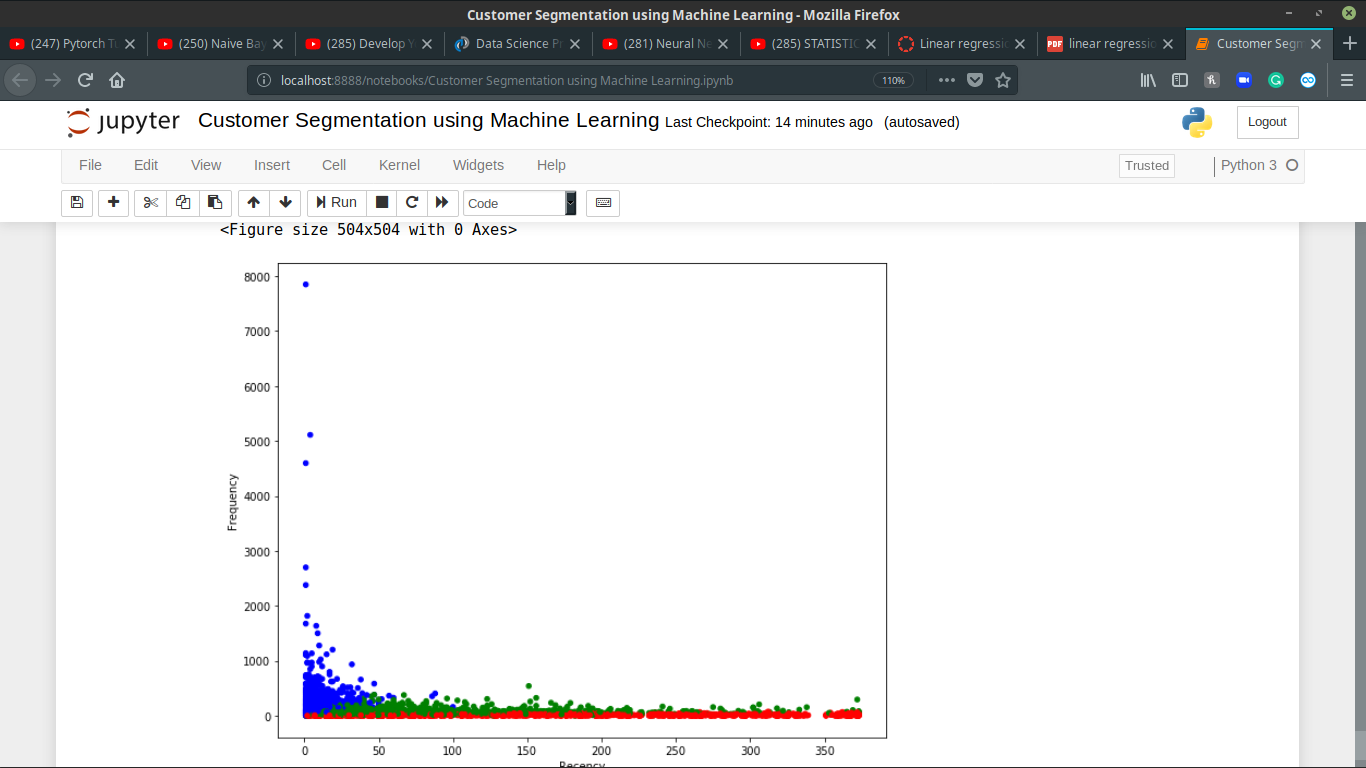 Customer Segmentation using Machine Learning - Mozilla Firefox
(247) Pytorch Tu (250) Naive Bay (285) Develop Y Data Science Pr (281) Neural Ne (285) STATISTIC Linear regressio linear regressio Customer Segm
localhost:8888/notebooks/Customer Segmentation using Machine Learning.ipynb 110%
jupyter Customer Segmentation using Machine Learning Last Checkpoint: 14 minutes ago (autosaved) Logout
File Edit View Insert Cell Kernel Widgets Help Trusted Python 3
Run Code
<Figure size 504x504 with 0 Axes>
8000
7000
6000
5000
4000
3000
2000
1000
0
Frequency
0 50 100 150 200 250 300 350
Recency